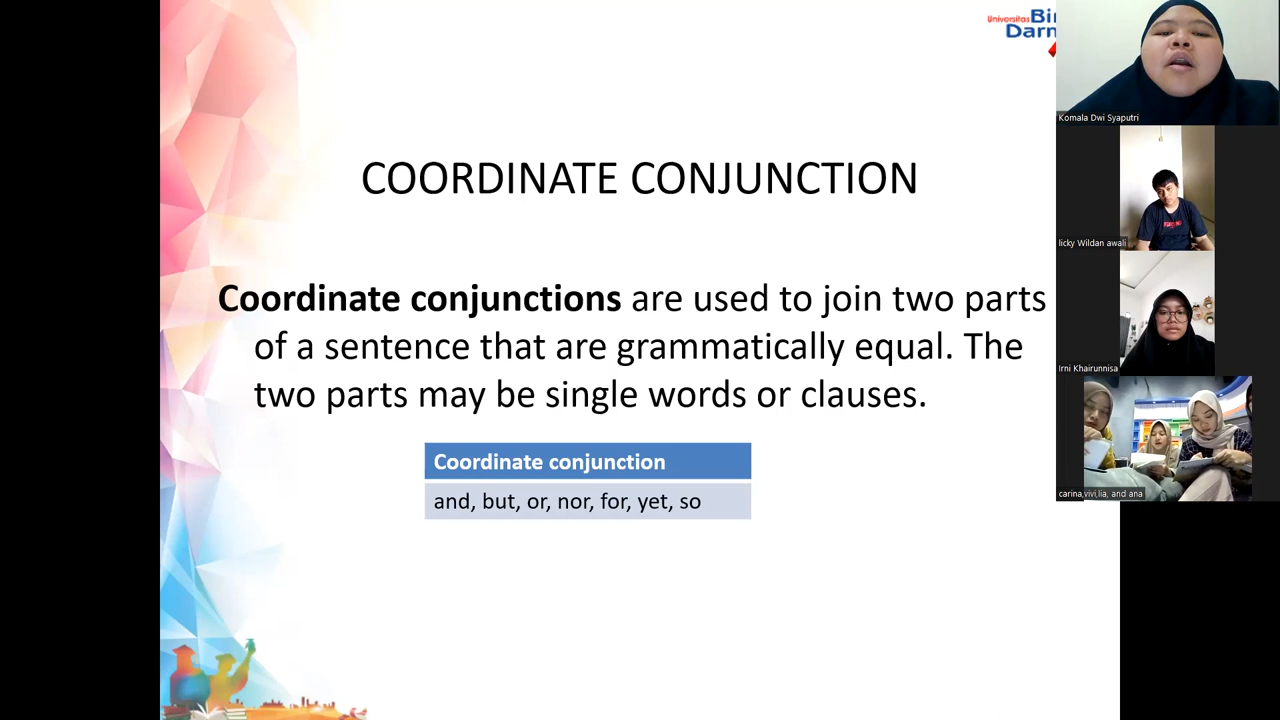 Universitas
COORDINATE CONJUNCTION
Coordinate conjunctions are used to join two parts
of a sentence that are grammatically equal. The
two parts may be single words or clauses.
Coordinate conjunction
and, but, or, nor, for, yet, so
Komala Dwi Syaputri
licky Wildan awali
Irni Khairunnisa
carina,vivi,lia, and ana